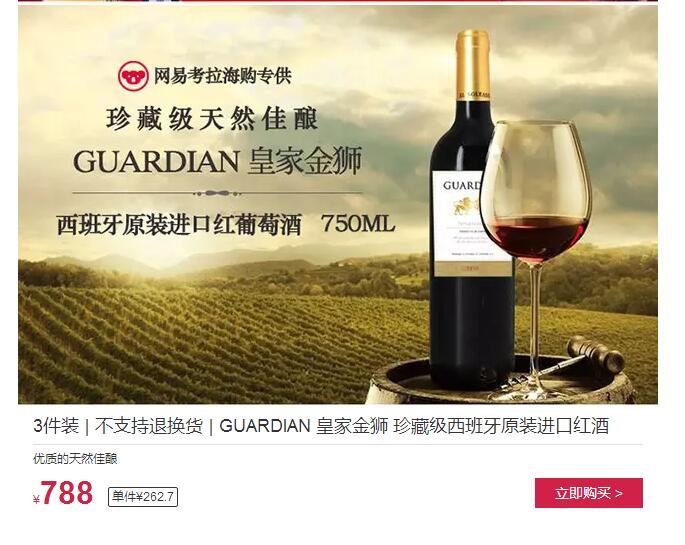 网易考拉海购专供
珍藏级天然佳酿
GUARDIAN 皇家金狮
西班牙原装进口红葡萄酒 750ML
GUARD
3件装 | 不支持退换货 | GUARDIAN 皇家金狮 珍藏级西班牙原装进口红酒
优质的天然佳酿
¥788 单件¥262.7
立即购买 >